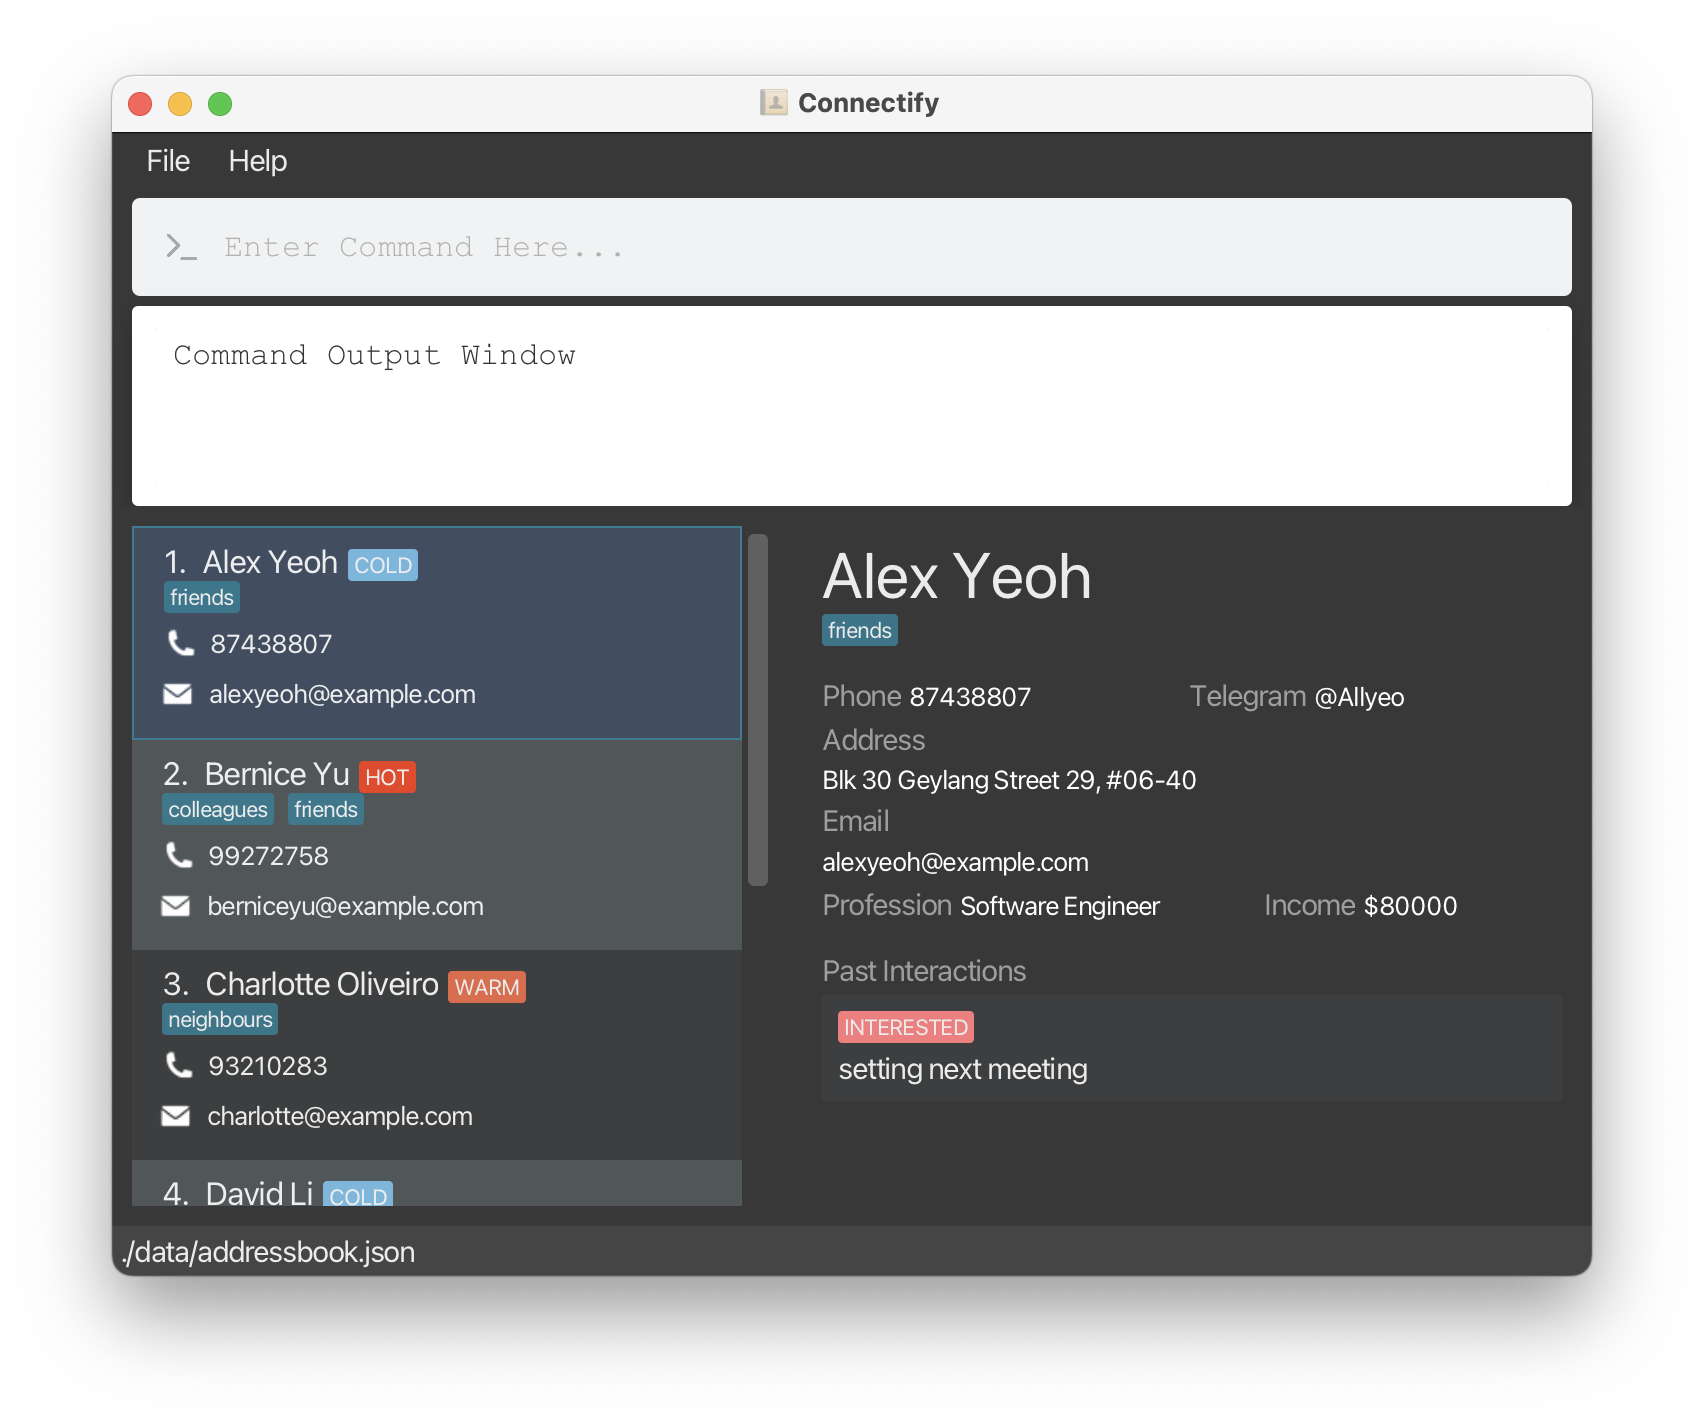 Connectify
File Help
>_ Enter Command Here...
Command Output Window
1. Alex Yeoh COLD
friends
87438807
alexyeoh@example.com
2. Bernice Yu HOT
colleagues friends
99272758
berniceyu@example.com
3. Charlotte Oliveiro WARM
neighbours
93210283
charlotte@example.com
4. David Li COLD
Alex Yeoh
friends
Phone 87438807 Telegram @Allyeo
Address
Blk 30 Geylang Street 29, #06-40
Email
alexyeoh@example.com
Profession Software Engineer Income $80000
Past Interactions
INTERESTED
setting next meeting
./data/addressbook.json